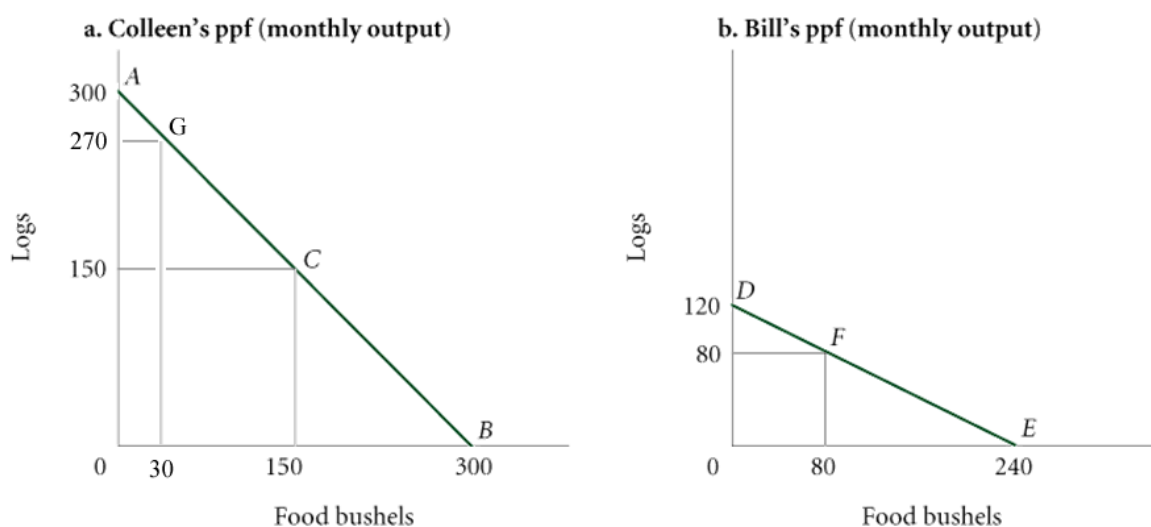 a. Colleen's ppf (monthly output)
A
300
G
270
Logs
C
150
B
0
30
150
300
Food bushels
b. Bill's ppf (monthly output)
Logs
D
120
F
80
E
0
80
240
Food bushels